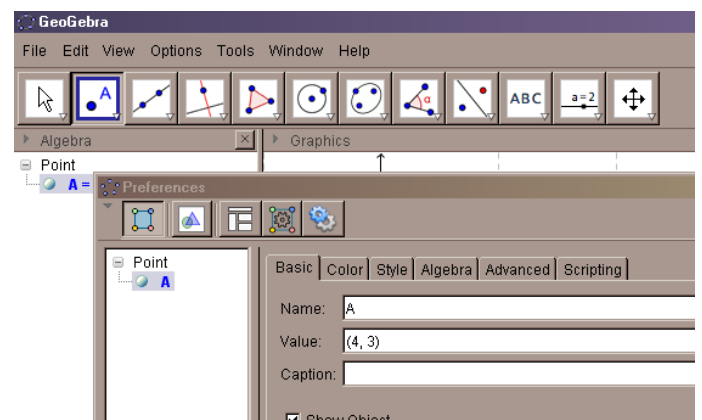 GeoGebra
File Edit View Options Tools Window Help
A α ABC a=2
Algebra Graphics
Point
A =
Preferences
Point
A
Basic Color Style Algebra Advanced Scripting
Name: A
Value: (4, 3)
Caption:
Show Object